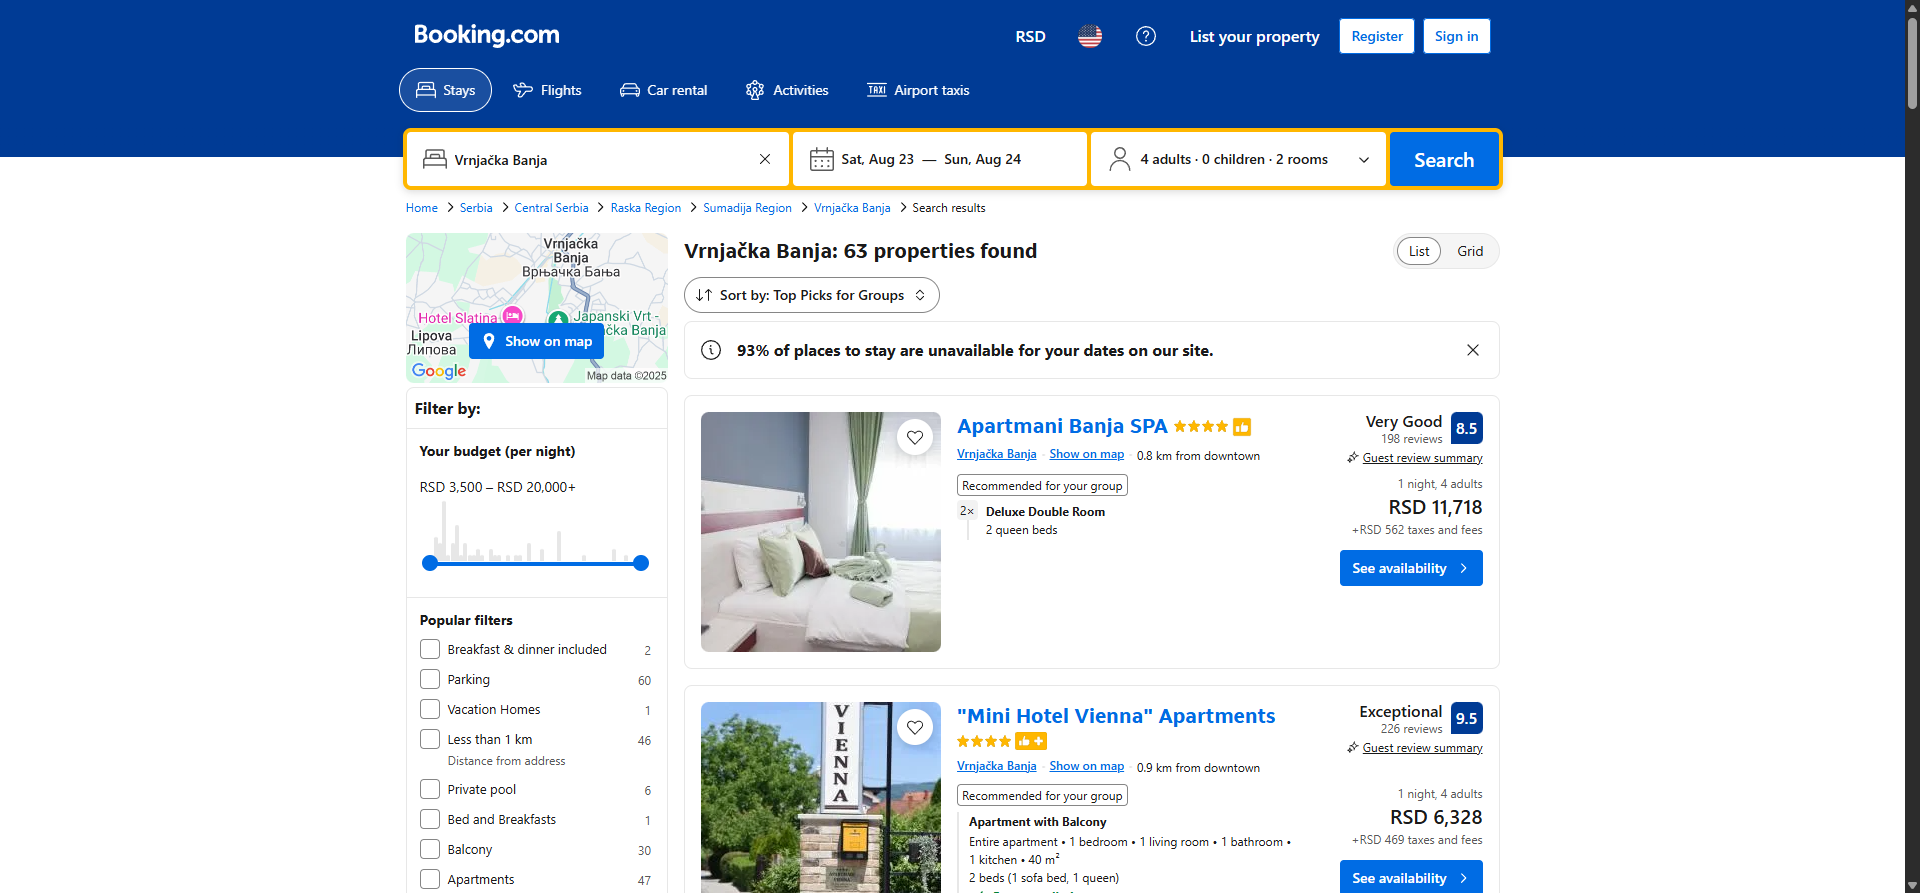 Booking.com
RSD
List your property
Register
Sign in
Stays
Flights
Car rental
Activities
TAXI
Airport taxis
Vrnjačka Banja
Sat, Aug 23 — Sun, Aug 24
4 adults · 0 children · 2 rooms
Search
Home > Serbia > Central Serbia > Raska Region > Sumadija Region > Vrnjačka Banja > Search results
Vrnjačka
Banja
Врњачка Бања
Hotel Slatina
Japanski Vrt -
Lipova
Липова
Show on map
Google
Map data ©2025
Filter by:
Your budget (per night)
RSD 3,500 – RSD 20,000+
Popular filters
Breakfast & dinner included 2
Parking 60
Vacation Homes 1
Less than 1 km 46
Distance from address
Private pool 6
Bed and Breakfasts 1
Balcony 30
Apartments 47
Vrnjačka Banja: 63 properties found
List
Grid
Sort by: Top Picks for Groups
93% of places to stay are unavailable for your dates on our site.
Apartmani Banja SPA
Vrnjačka Banja · Show on map · 0.8 km from downtown
Recommended for your group
2× Deluxe Double Room
2 queen beds
Very Good
198 reviews
8.5
Guest review summary
1 night, 4 adults
RSD 11,718
+RSD 562 taxes and fees
See availability
VIENNA
"Mini Hotel Vienna" Apartments
Vrnjačka Banja · Show on map · 0.9 km from downtown
Recommended for your group
Apartment with Balcony
Entire apartment • 1 bedroom • 1 living room • 1 bathroom •
1 kitchen • 40 m²
2 beds (1 sofa bed, 1 queen)
Exceptional
226 reviews
9.5
Guest review summary
1 night, 4 adults
RSD 6,328
+RSD 469 taxes and fees
See availability